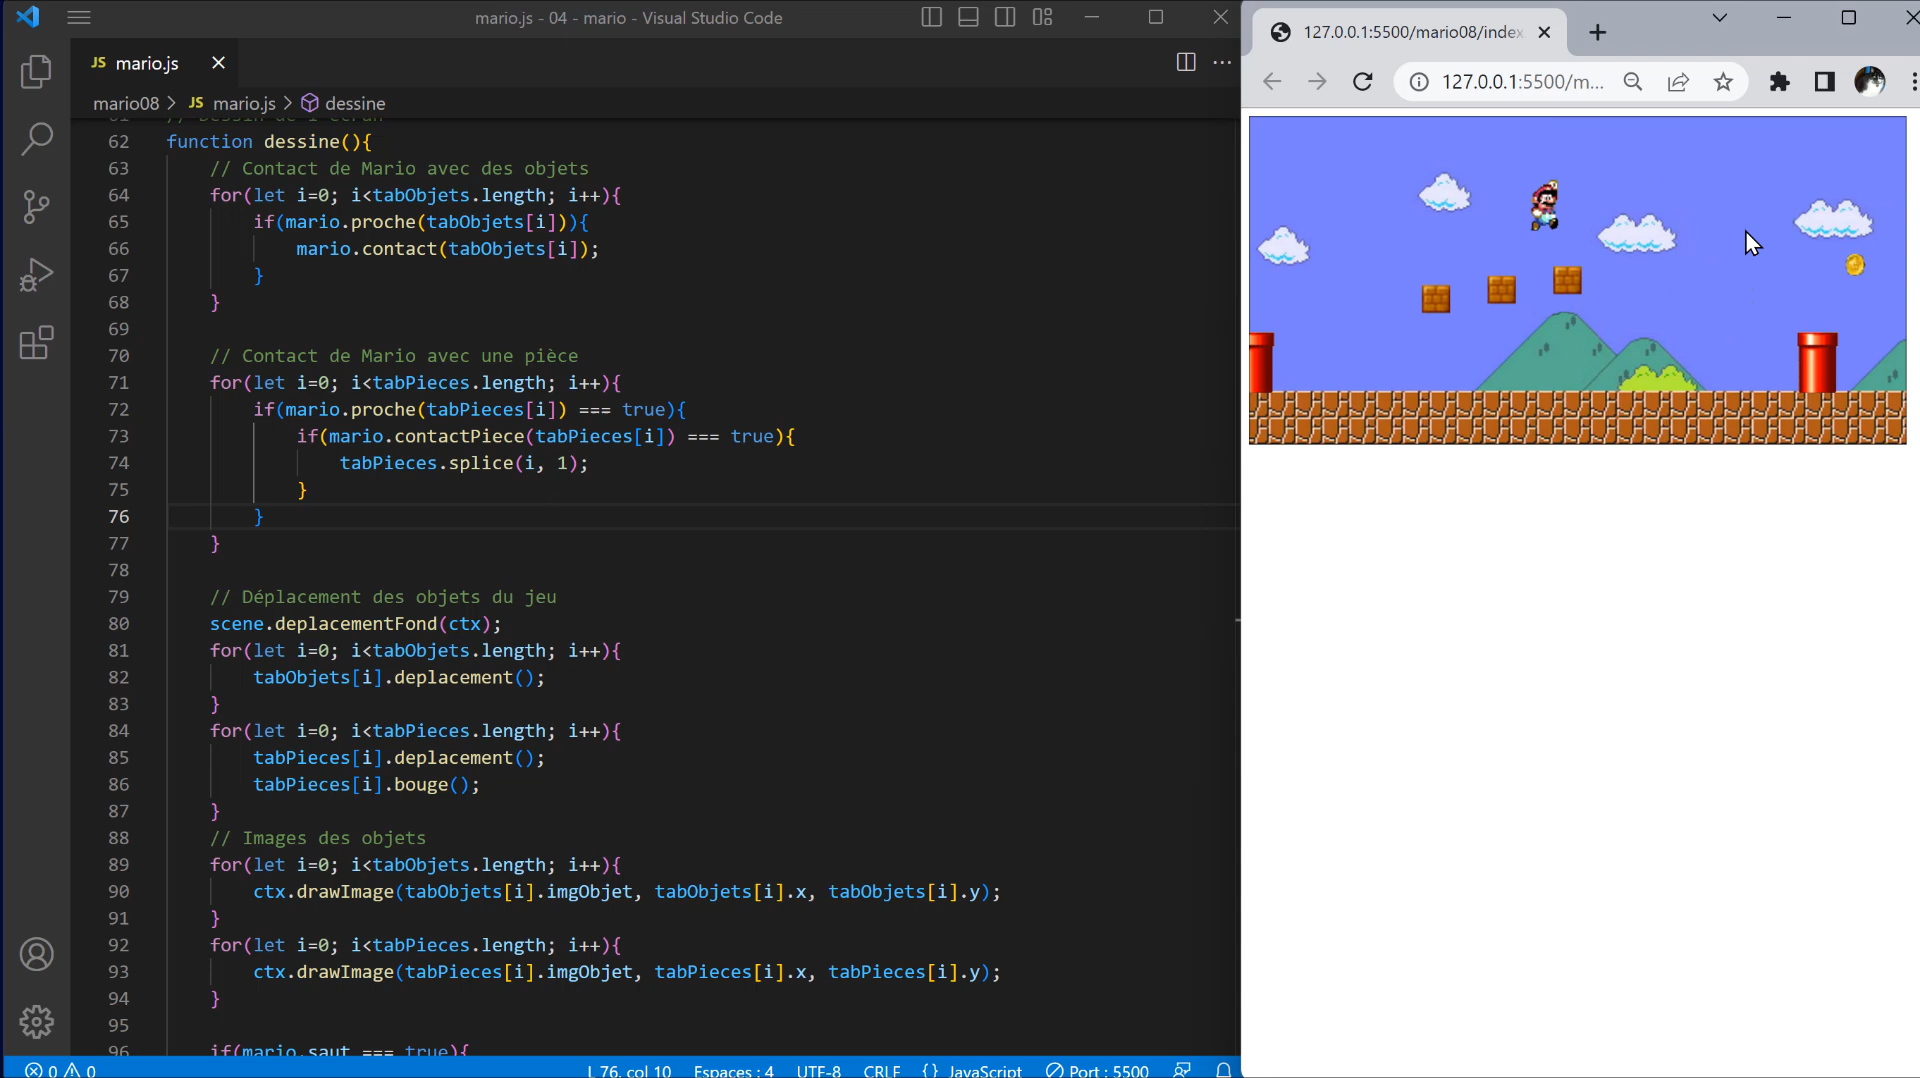 mario.js - 04 - mario - Visual Studio Code
JS mario.js
mario08 > JS mario.js > dessine
61 // Dessin de l'écran
62 function dessine(){
63 // Contact de Mario avec des objets
64 for(let i=0; i<tabObjets.length; i++){
65 if(mario.proche(tabObjets[i])){
66 mario.contact(tabObjets[i]);
67 }
68 }
69
70 // Contact de Mario avec une pièce
71 for(let i=0; i<tabPieces.length; i++){
72 if(mario.proche(tabPieces[i]) === true){
73 if(mario.contactPiece(tabPieces[i]) === true){
74 tabPieces.splice(i, 1);
75 }
76 }
77 }
78
79 // Déplacement des objets du jeu
80 scene.deplacementFond(ctx);
81 for(let i=0; i<tabObjets.length; i++){
82 tabObjets[i].deplacement();
83 }
84 for(let i=0; i<tabPieces.length; i++){
85 tabPieces[i].deplacement();
86 tabPieces[i].bouge();
87 }
88 // Images des objets
89 for(let i=0; i<tabObjets.length; i++){
90 ctx.drawImage(tabObjets[i].imgObjet, tabObjets[i].x, tabObjets[i].y);
91 }
92 for(let i=0; i<tabPieces.length; i++){
93 ctx.drawImage(tabPieces[i].imgObjet, tabPieces[i].x, tabPieces[i].y);
94 }
95
96 if(mario.saut === true){
0 0 L 76, col 10 Espaces : 4 UTF-8 CRLF {} JavaScript Port : 5500
127.0.0.1:5500/mario08/index
127.0.0.1:5500/m...